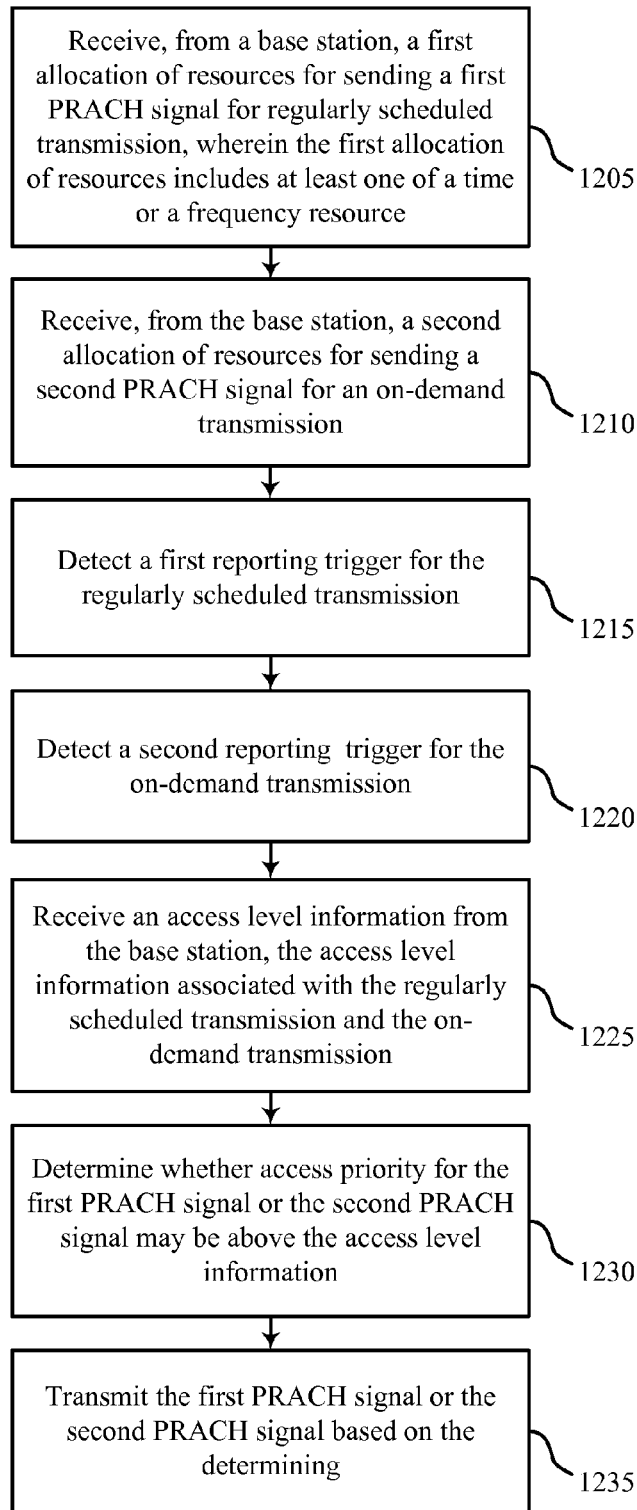 Receive, from a base station, a first
allocation of resources for sending a first
PRACH signal for regularly scheduled
transmission, wherein the first allocation
of resources includes at least one of a time
or a frequency resource
1205
Receive, from the base station, a second
allocation of resources for sending a
second PRACH signal for an on-demand
transmission
1210
Detect a first reporting trigger for the
regularly scheduled transmission
1215
Detect a second reporting trigger for the
on-demand transmission
1220
Receive an access level information from
the base station, the access level
information associated with the regularly
scheduled transmission and the on-
demand transmission
1225
Determine whether access priority for the
first PRACH signal or the second PRACH
signal may be above the access level
information
1230
Transmit the first PRACH signal or the
second PRACH signal based on the
determining
1235